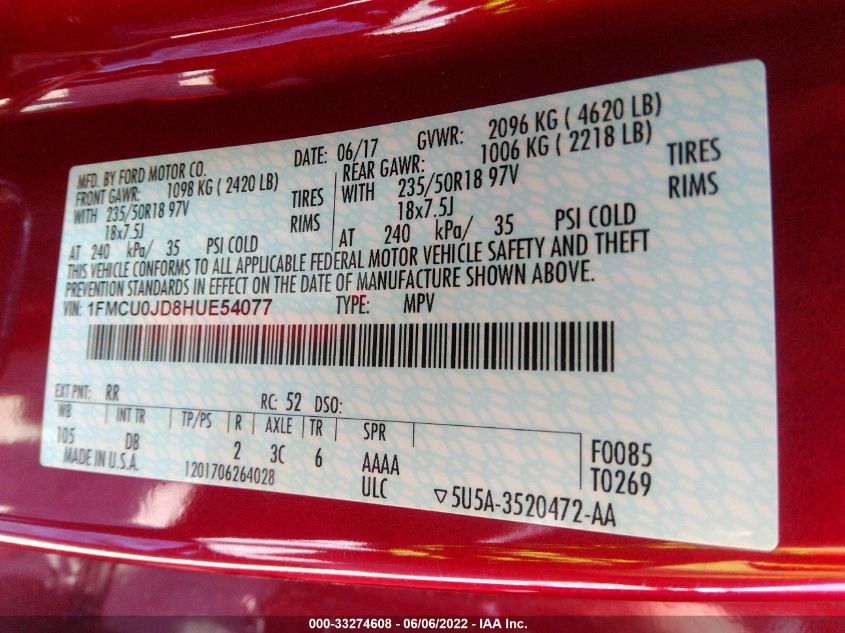 MFD. BY FORD MOTOR CO. DATE: 06/17 GVWR: 2096 KG ( 4620 LB)
FRONT GAWR: 1098 KG ( 2420 LB) REAR GAWR: 1006 KG ( 2218 LB)
WITH 235/50R18 97V TIRES WITH 235/50R18 97V TIRES
18x7.5J RIMS 18x7.5J RIMS
AT 240 kPa/ 35 PSI COLD AT 240 kPa/ 35 PSI COLD
THIS VEHICLE CONFORMS TO ALL APPLICABLE FEDERAL MOTOR VEHICLE SAFETY AND THEFT
PREVENTION STANDARDS IN EFFECT ON THE DATE OF MANUFACTURE SHOWN ABOVE.
VIN: 1FMCU0JD8HUE54077 TYPE: MPV
EXT PNT: RR RC: 52 DSO:
WB INT TR TP/PS R AXLE TR SPR
105 DB 2 3C 6 AAAA F0085
MADE IN U.S.A. 1201706264028 ULC T0269
▽5U5A-3520472-AA
000-33274608 - 06/06/2022 - IAA Inc.